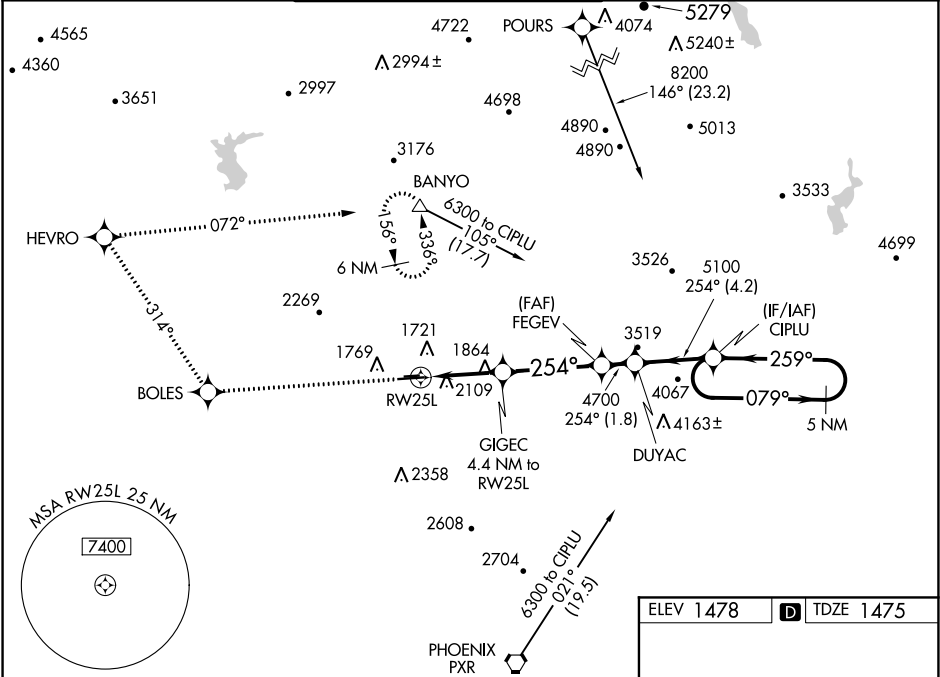 4565
4360
3651
2997
4722
2994±
4698
3176
POURS
4074
5279
5240±
8200
146° (23.2)
4890
4890
5013
3533
4699
BANYO
6300 to CIPLU
105°
(17.7)
156°
336°
6 NM
HEVRO
072°
314°
2269
3526
5100
254° (4.2)
(FAF)
FEGEV
(IF/IAF)
CIPLU
3519
1721
1769
1864
254°
259°
BOLES
RW25L
2109
4700
254° (1.8)
4067
079°
5 NM
4163±
DUYAC
GIGEC
4.4 NM to
RW25L
2358
MSA RW25L 25 NM
7400
2608
2704
6300 to CIPLU
021°
(19.5)
PHOENIX
PXR
ELEV 1478 D TDZE 1475